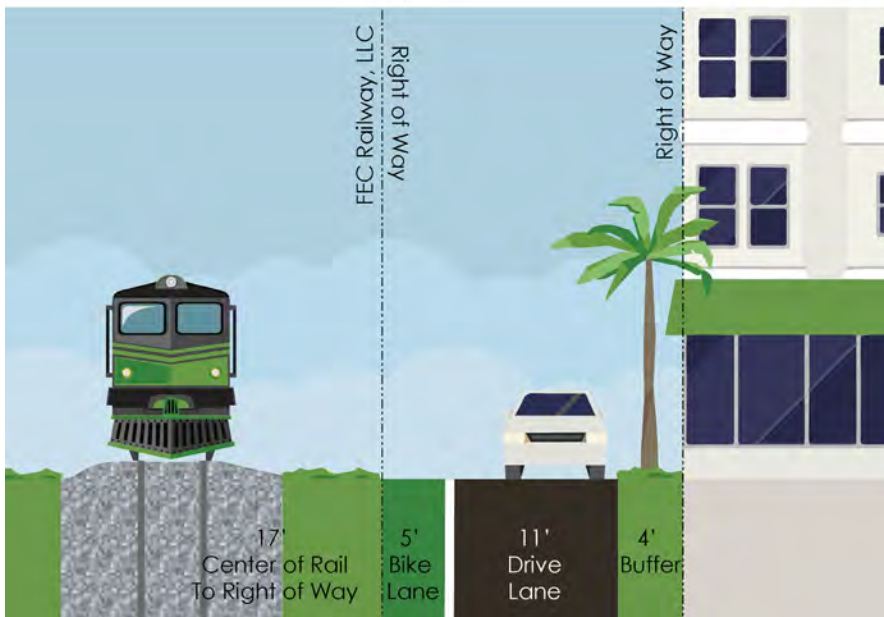 FEC Railway, LLC
Right of Way
Right of Way
17'
Center of Rail
To Right of Way
5'
Bike
Lane
11'
Drive
Lane
4'
Buffer